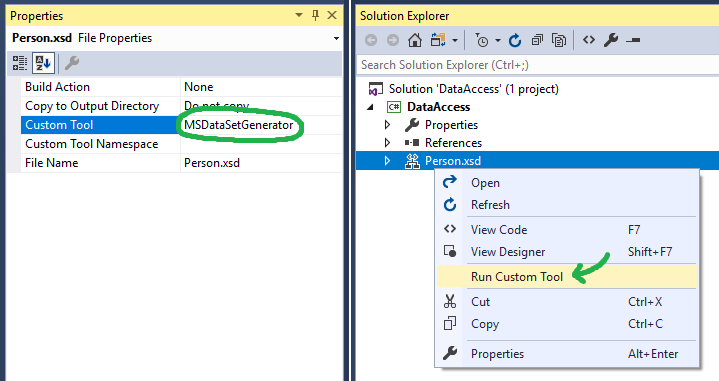 Properties
Person.xsd File Properties
Build Action None
Copy to Output Directory Do not copy
Custom Tool MSDataSetGenerator
Custom Tool Namespace
File Name Person.xsd
Solution Explorer
Search Solution Explorer (Ctrl+;)
Solution 'DataAccess' (1 project)
C# DataAccess
Properties
References
Person.xsd
Open
Refresh
View Code F7
View Designer Shift+F7
Run Custom Tool
Cut Ctrl+X
Copy Ctrl+C
Properties Alt+Enter